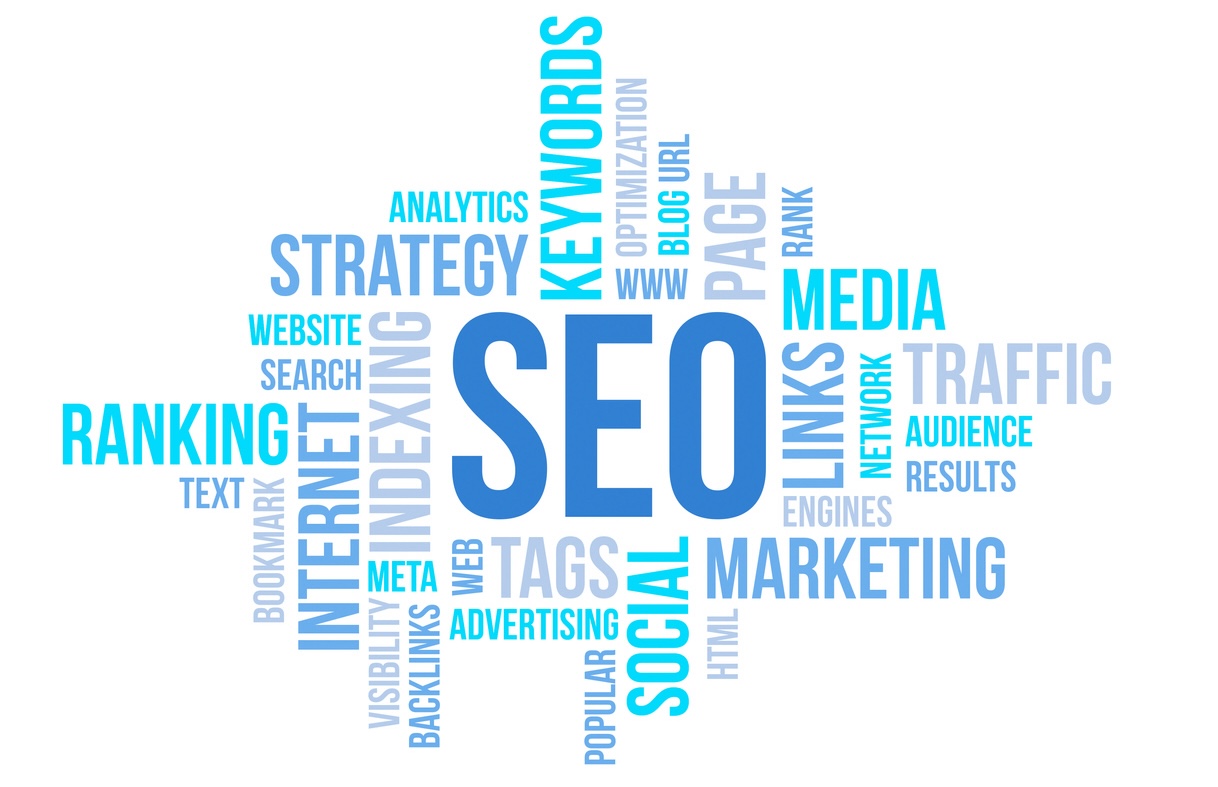 KEYWORDS
OPTIMIZATION
BLOG URL
PAGE
RANK
ANALYTICS
STRATEGY
WWW
MEDIA
WEBSITE
SEARCH
INDEXING
SEO
LINKS
NETWORK
TRAFFIC
AUDIENCE
RESULTS
RANKING
TEXT
BOOKMARK
INTERNET
ENGINES
META
WEB
TAGS
SOCIAL
MARKETING
VISIBILITY
BACKLINKS
ADVERTISING
POPULAR
HTML